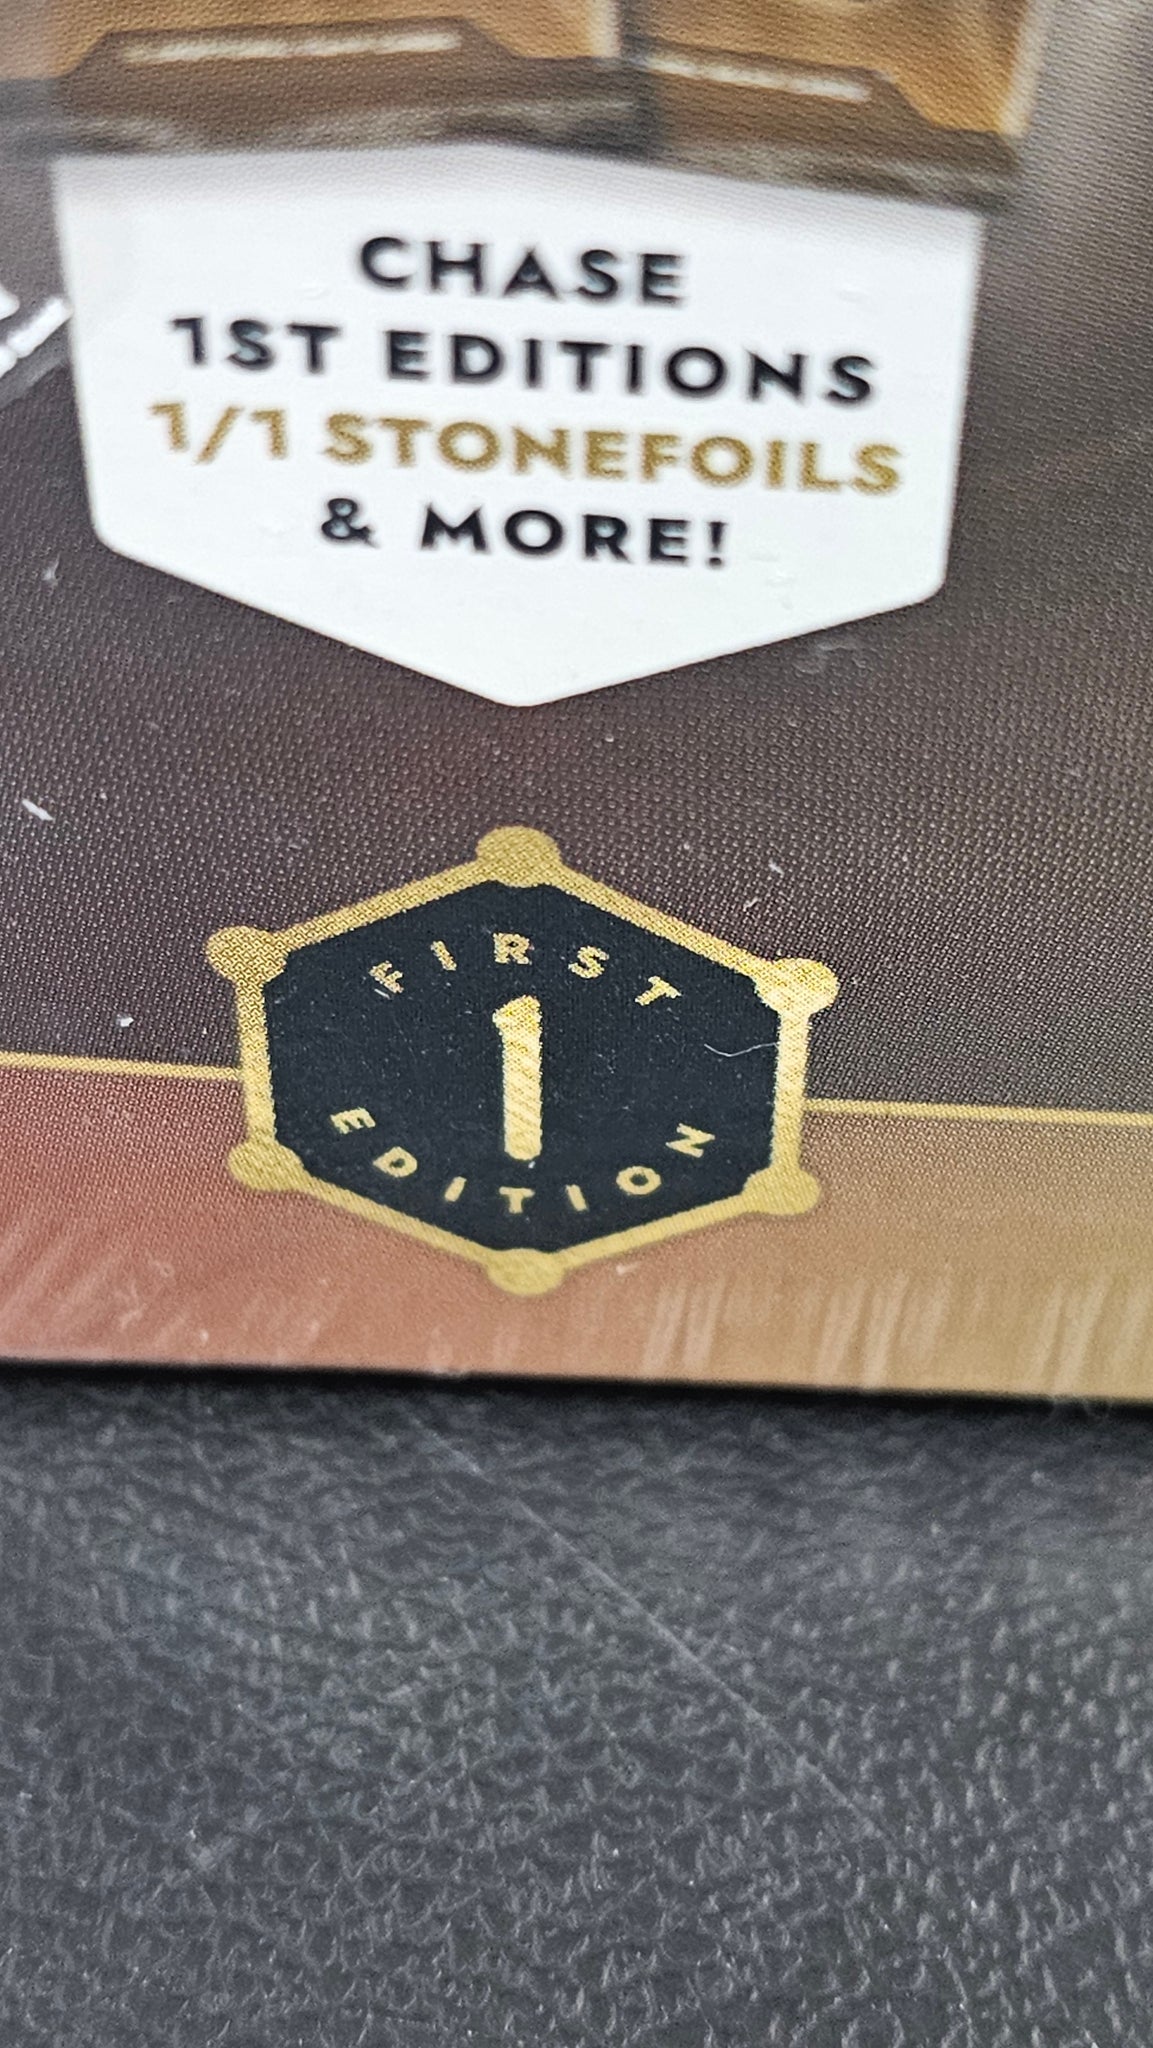 CHASE
1ST EDITIONS
1/1 STONEFOILS
& MORE!
FIRST
1
EDITION